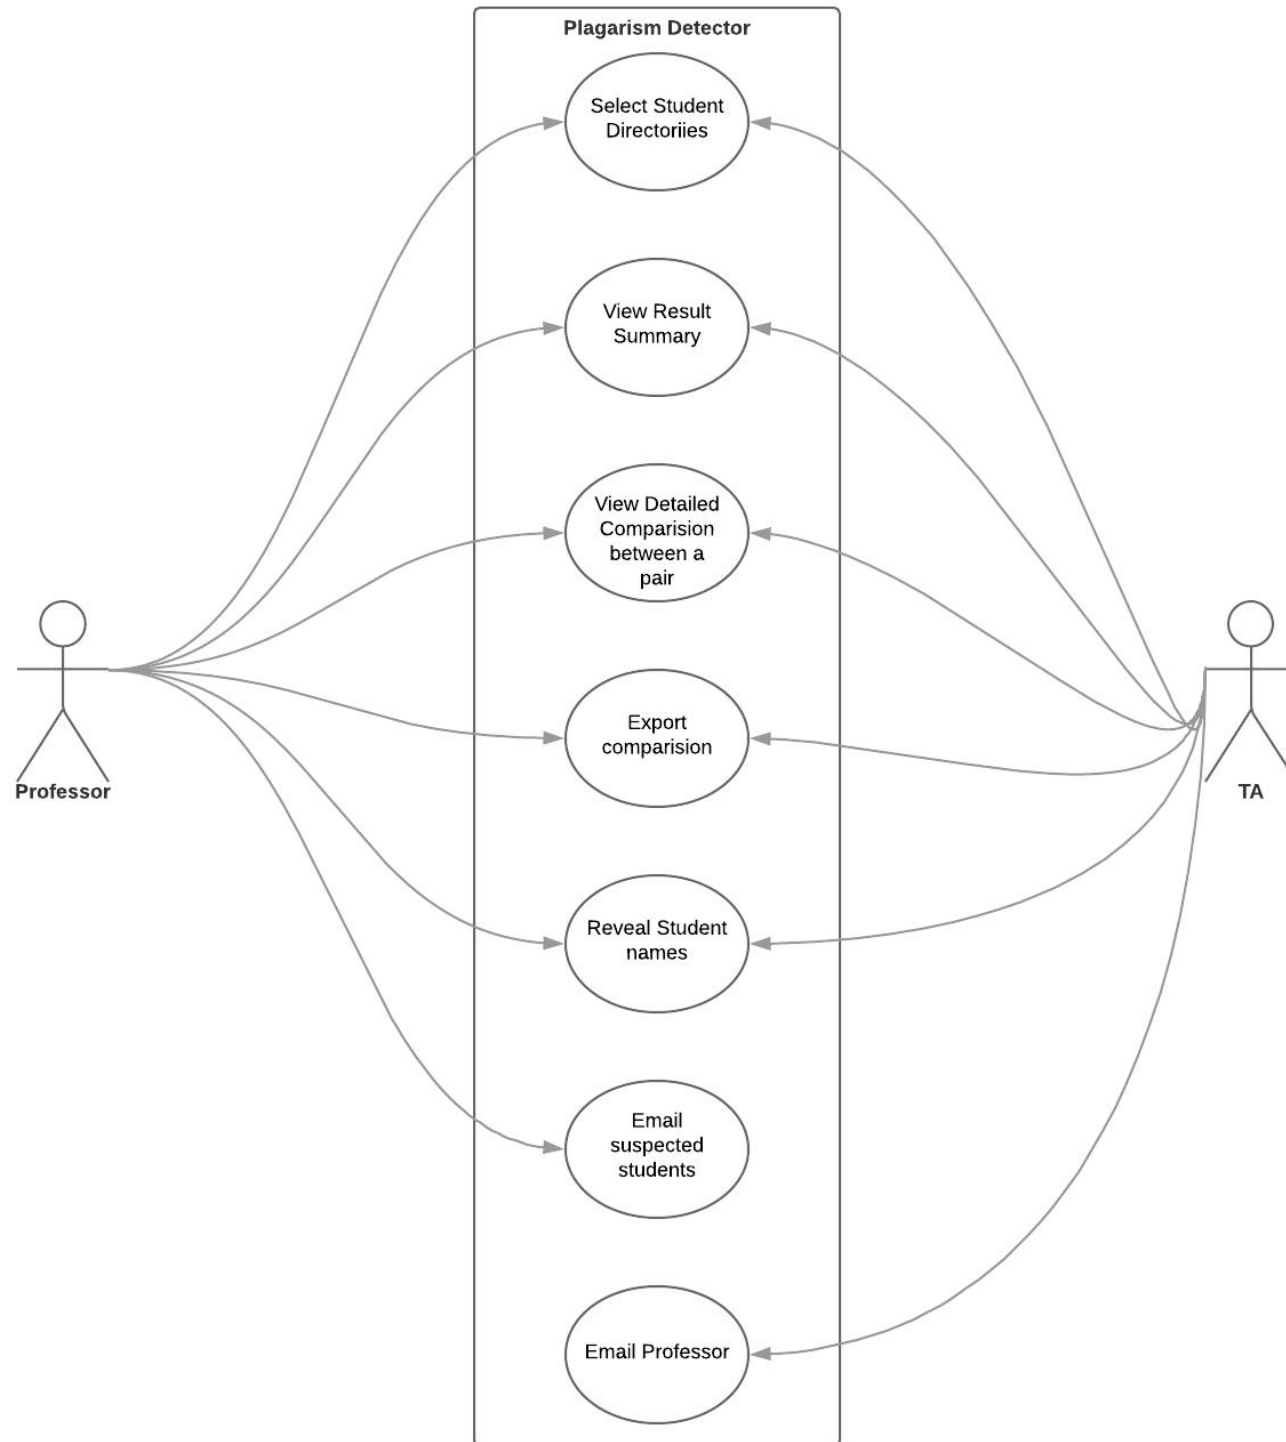 Plagarism Detector
Select Student
Directoriies
View Result
Summary
View Detailed
Comparision
between a
pair
Professor
TA
Export
comparision
Reveal Student
names
Email
suspected
students
Email Professor